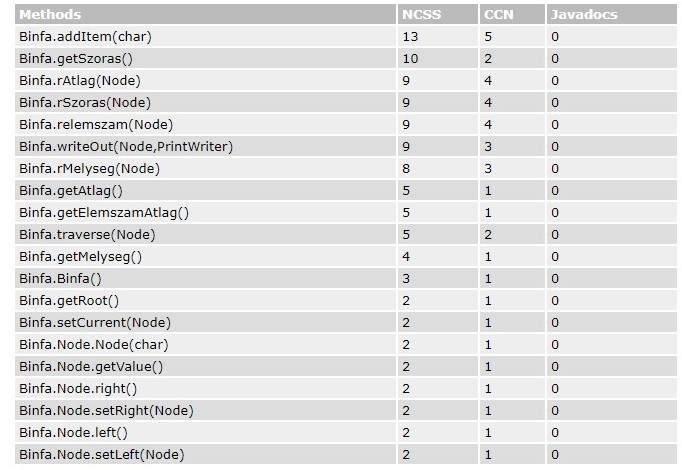 Methods NCSS CCN Javadocs
Binfa.addItem(char) 13 5 0
Binfa.getSzoras() 10 2 0
Binfa.rAtlag(Node) 9 4 0
Binfa.rSzoras(Node) 9 4 0
Binfa.relemszam(Node) 9 4 0
Binfa.writeOut(Node,PrintWriter) 9 3 0
Binfa.rMelyseg(Node) 8 3 0
Binfa.getAtlag() 5 1 0
Binfa.getElemszamAtlag() 5 1 0
Binfa.traverse(Node) 5 2 0
Binfa.getMelyseg() 4 1 0
Binfa.Binfa() 3 1 0
Binfa.getRoot() 2 1 0
Binfa.setCurrent(Node) 2 1 0
Binfa.Node.Node(char) 2 1 0
Binfa.Node.getValue() 2 1 0
Binfa.Node.right() 2 1 0
Binfa.Node.setRight(Node) 2 1 0
Binfa.Node.left() 2 1 0
Binfa.Node.setLeft(Node) 2 1 0